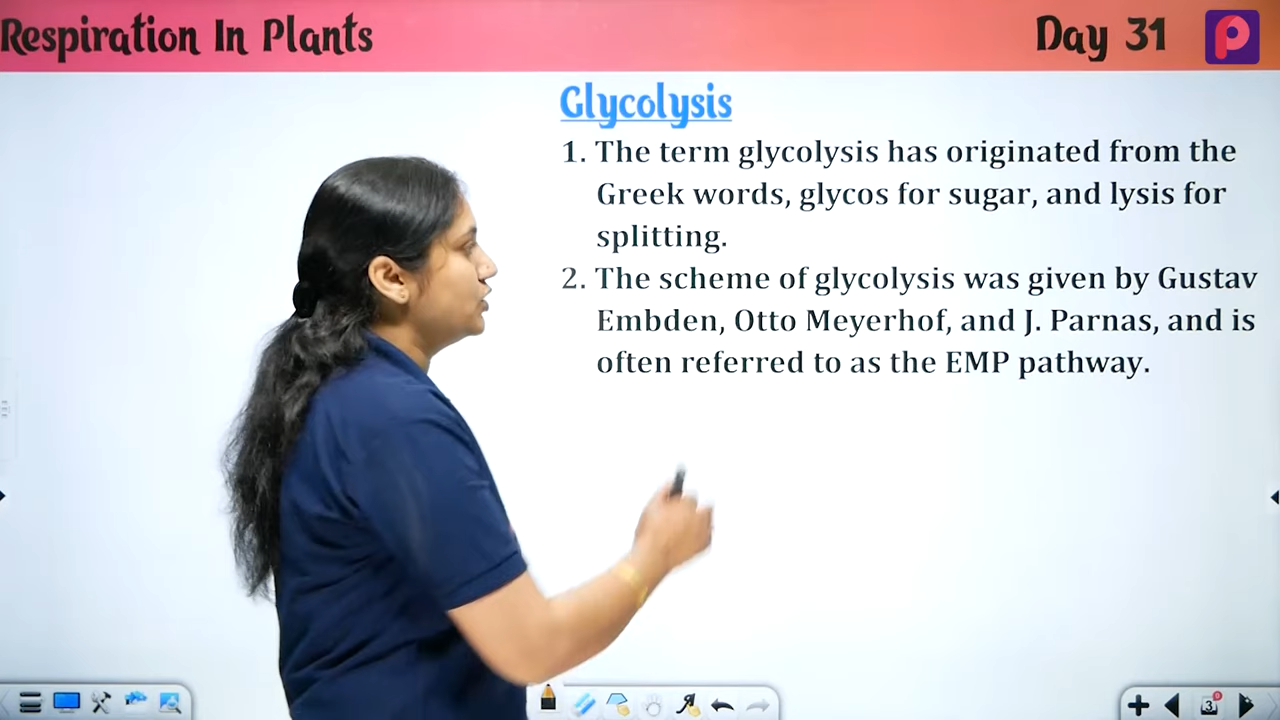 Respiration In Plants
Day 31
Glycolysis
1. The term glycolysis has originated from the
Greek words, glycos for sugar, and lysis for
splitting.
2. The scheme of glycolysis was given by Gustav
Embden, Otto Meyerhof, and J. Parnas, and is
often referred to as the EMP pathway.
3